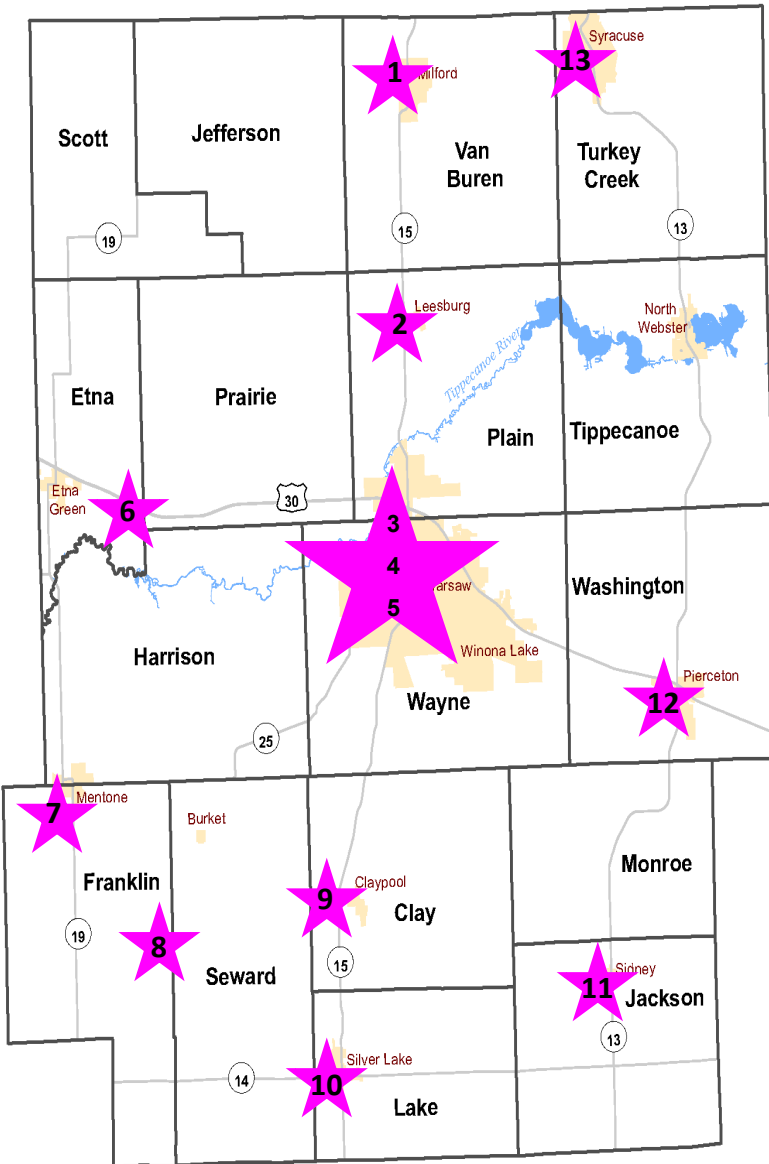 Syracuse
13
1
Milford
Scott
Jefferson
Van
Buren
Turkey
Creek
19
15
13
Leesburg
2
North
Webster
Tippecanoe River
Etna
Prairie
Plain
Tippecanoe
Etna
Green
6
30
3
4
5
arsaw
Washington
Harrison
Winona Lake
Pierceton
Wayne
12
25
Mentone
7
Burket
Franklin
Monroe
Claypool
9
Clay
19
8
15
Seward
Sidney
11
Jackson
13
Silver Lake
14
10
Lake